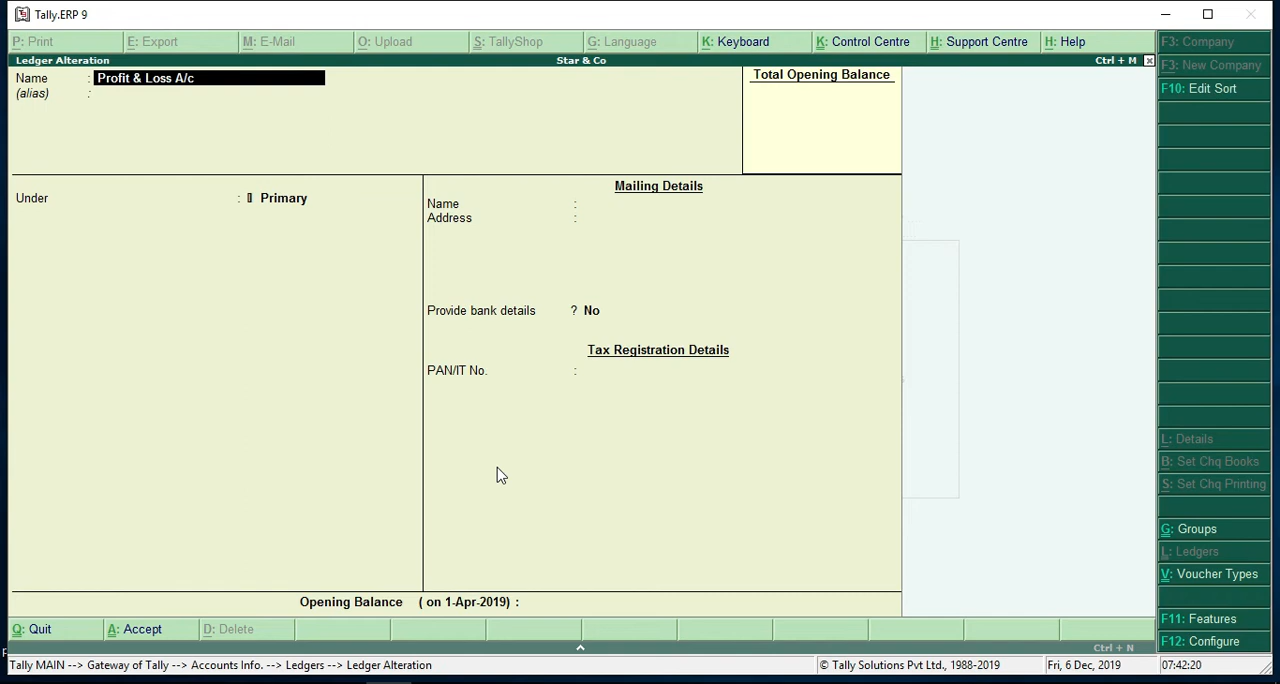 Tally.ERP 9
P: Print
E: Export
M: E-Mail
O: Upload
S: TallyShop
G: Language
K: Keyboard
K: Control Centre
H: Support Centre
H: Help
F3: Company
F3: New Company
F10: Edit Sort
Ledger Alteration
Star & Co
Ctrl + M
Name : Profit & Loss A/c
(alias) :
Total Opening Balance
Under : Primary
Mailing Details
Name :
Address :
Provide bank details ? No
Tax Registration Details
PAN/IT No. :
L: Details
B: Set Chq Books
S: Set Chq Printing
G: Groups
L: Ledgers
V: Voucher Types
F11: Features
F12: Configure
Opening Balance ( on 1-Apr-2019) :
Q: Quit
A: Accept
D: Delete
Ctrl + N
Tally MAIN --> Gateway of Tally --> Accounts Info. --> Ledgers --> Ledger Alteration
© Tally Solutions Pvt Ltd., 1988-2019
Fri, 6 Dec, 2019
07:42:20